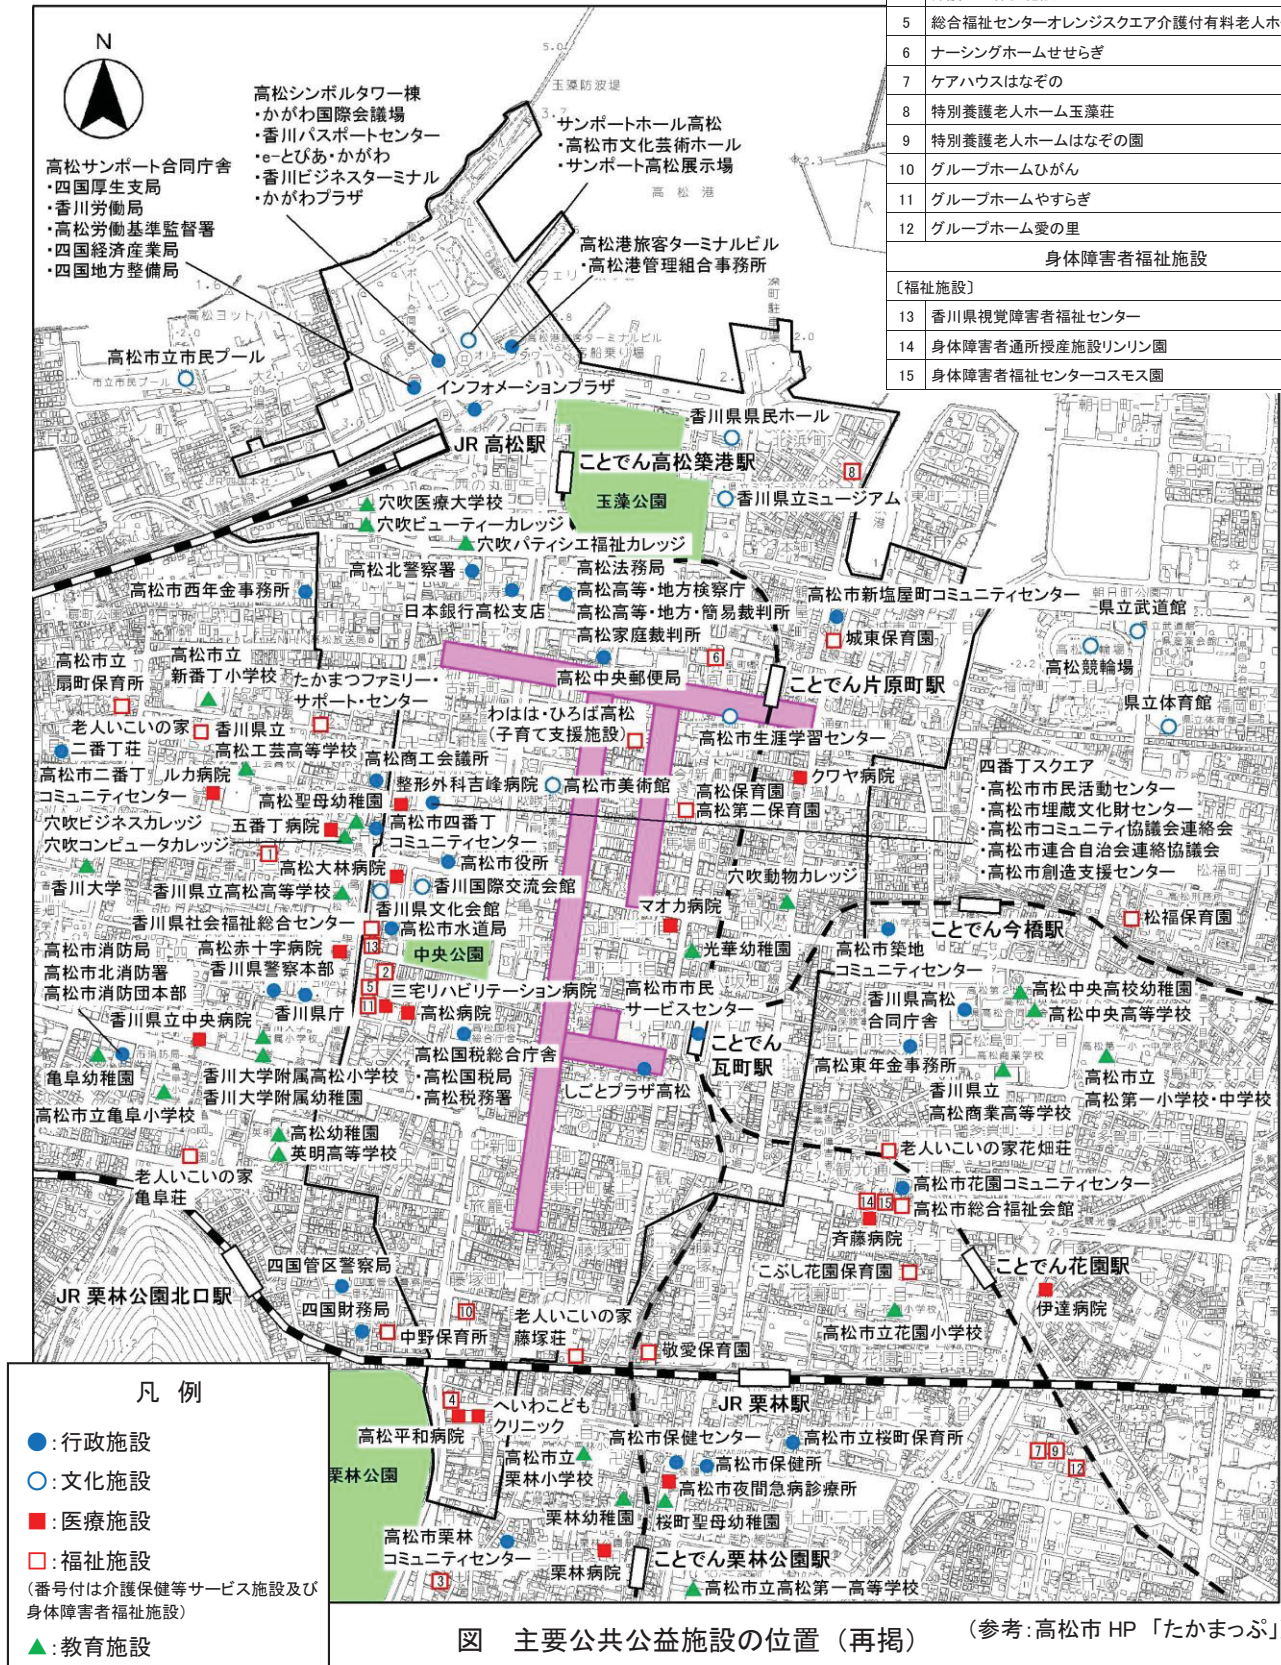 5 総合福祉センターオレンジスクエア介護付有料老人ホ
6 ナーシングホームせせらぎ
7 ケアハウスはなぞの
8 特別養護老人ホーム玉藻荘
9 特別養護老人ホームはなぞの園
10 グループホームひがん
11 グループホームやすらぎ
12 グループホーム愛の里
身体障害者福祉施設
〔福祉施設〕
13 香川県視覚障害者福祉センター
14 身体障害者通所授産施設リンリン園
15 身体障害者福祉センターコスモス園
N
高松シンボルタワー棟
・かがわ国際会議場
・香川パスポートセンター
・e-とぴあ・かがわ
・香川ビジネスターミナル
・かがわプラザ
玉藻防波堤
サンポートホール高松
・高松市文化芸術ホール
・サンポート高松展示場
高松港
高松サンポート合同庁舎
・四国厚生支局
・香川労働局
・高松労働基準監督署
・四国経済産業局
・四国地方整備局
高松港旅客ターミナルビル
・高松港管理組合事務所
高松市立市民プール
インフォメーションプラザ
香川県県民ホール
JR 高松駅
ことでん高松築港駅
8
玉藻公園
香川県立ミュージアム
穴吹医療大学校
穴吹ビューティーカレッジ
穴吹パティシエ福祉カレッジ
高松北警察署
高松法務局
高松高等・地方検察庁
高松高等・地方・簡易裁判所
高松家庭裁判所
高松市西年金事務所
日本銀行高松支店
高松市新塩屋町コミュニティセンター
城東保育園
県立武道館
高松競輪場
高松市立
扇町保育所
高松市立
新番丁小学校
たかまつファミリー・
サポート・センター
高松中央郵便局
6
ことでん片原町駅
県立体育館
老人いこいの家
二番丁荘
香川県立
高松工芸高等学校
わはは・ひろば高松
(子育て支援施設)
高松市生涯学習センター
高松市二番丁
コミュニティセンター
ルカ病院
高松商工会議所
整形外科吉峰病院
高松市美術館
クワヤ病院
高松保育園
高松第二保育園
四番丁スクエア
・高松市市民活動センター
・高松市埋蔵文化財センター
・高松市コミュニティ協議会連絡会
・高松市連合自治会連絡協議会
・高松市創造支援センター
高松聖母幼稚園
穴吹ビジネスカレッジ
穴吹コンピュータカレッジ
五番丁病院
高松市四番丁
コミュニティセンター
1
高松大林病院
高松市役所
香川大学
香川県立高松高等学校
香川国際交流会館
穴吹動物カレッジ
香川県文化会館
香川県社会福祉総合センター
高松市水道局
マオカ病院
松福保育園
ことでん今橋駅
高松市消防局
高松市北消防署
高松市消防団本部
高松赤十字病院
13
中央公園
光華幼稚園
高松市築地
コミュニティセンター
香川県警察本部
2
5
三宅リハビリテーション病院
11
高松病院
香川県庁
高松市市民
サービスセンター
香川県高松
合同庁舎
高松中央高校幼稚園
高松中央高等学校
香川県立中央病院
高松国税総合庁舎
・高松国税局
・高松税務署
ことでん
瓦町駅
高松東年金事務所
亀阜幼稚園
香川大学附属高松小学校
香川大学附属幼稚園
しごとプラザ高松
香川県立
高松商業高等学校
高松市立
高松第一小学校・中学校
高松市立亀阜小学校
高松幼稚園
英明高等学校
老人いこいの家
亀阜荘
老人いこいの家花畑荘
高松市花園コミュニティセンター
14
15
高松市総合福祉会館
斉藤病院
四国管区警察局
こぶし花園保育園
ことでん花園駅
JR 栗林公園北口駅
四国財務局
伊達病院
10
中野保育所
老人いこいの家
藤塚荘
高松市立花園小学校
敬愛保育園
JR 栗林駅
4
へいわこども
クリニック
高松平和病院
高松市保健センター
高松市立桜町保育所
7
9
12
高松市立
栗林小学校
高松市保健所
栗林公園
高松市夜間急病診療所
栗林幼稚園
桜町聖母幼稚園
高松市栗林
コミュニティセンター
栗林病院
ことでん栗林公園駅
3
高松市立高松第一高等学校
凡 例
●:行政施設
○:文化施設
■:医療施設
□:福祉施設
(番号付は介護保健等サービス施設及び
身体障害者福祉施設)
▲:教育施設
図 主要公共公益施設の位置(再掲)
(参考:高松市 HP 「たかまっぷ」